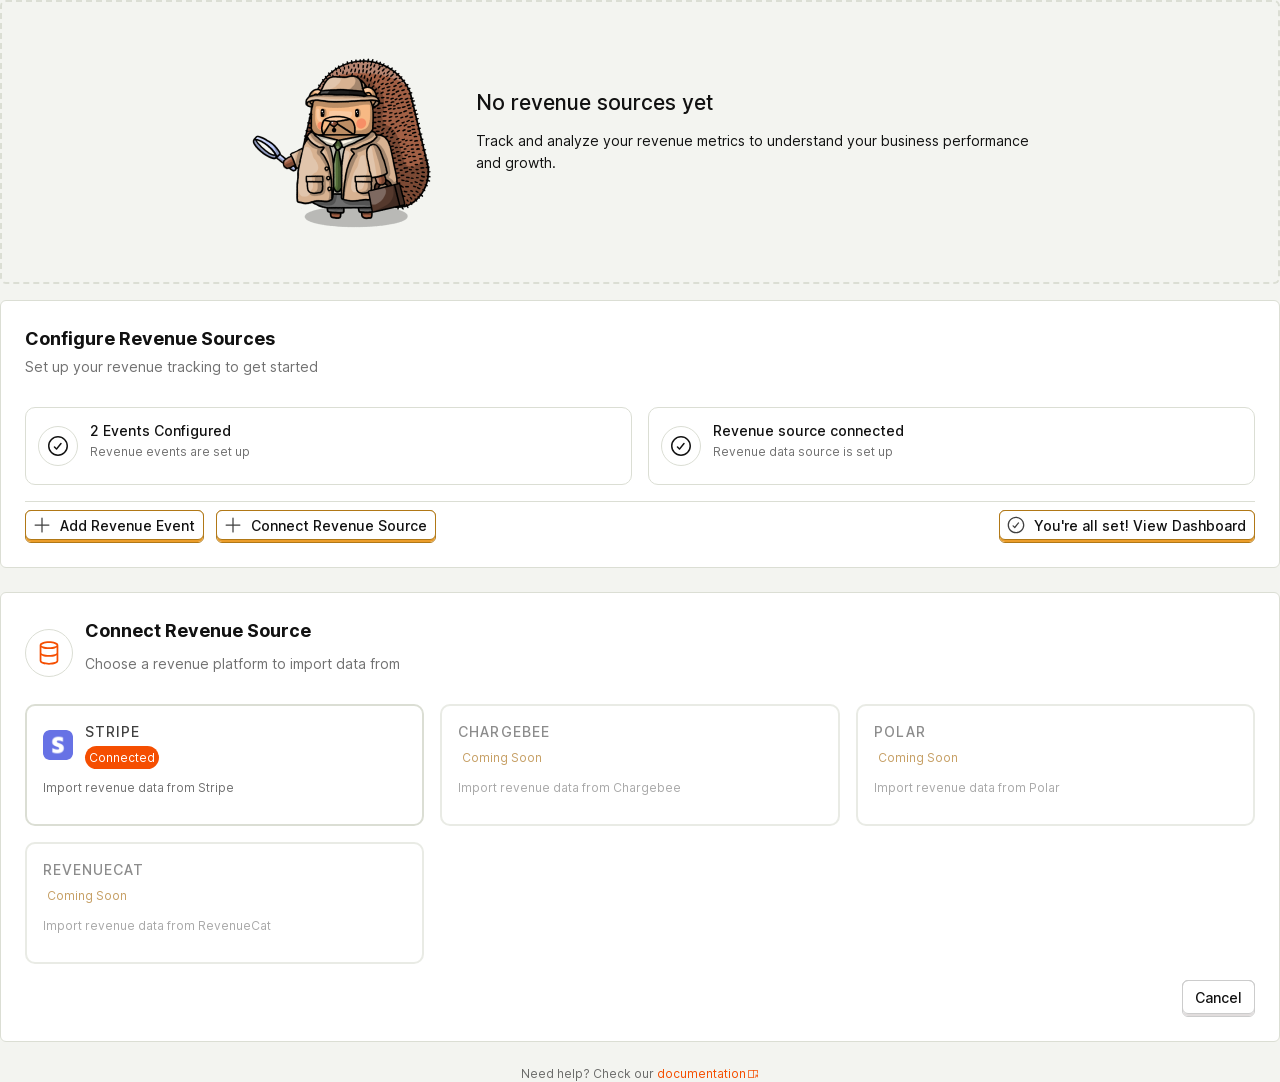 No revenue sources yet
Track and analyze your revenue metrics to understand your business performance
and growth.
Configure Revenue Sources
Set up your revenue tracking to get started
2 Events Configured
Revenue events are set up
Revenue source connected
Revenue data source is set up
Add Revenue Event
Connect Revenue Source
You're all set! View Dashboard
Connect Revenue Source
Choose a revenue platform to import data from
S
STRIPE
Connected
Import revenue data from Stripe
CHARGEBEE
Coming Soon
Import revenue data from Chargebee
POLAR
Coming Soon
Import revenue data from Polar
REVENUECAT
Coming Soon
Import revenue data from RevenueCat
Cancel
Need help? Check our documentation